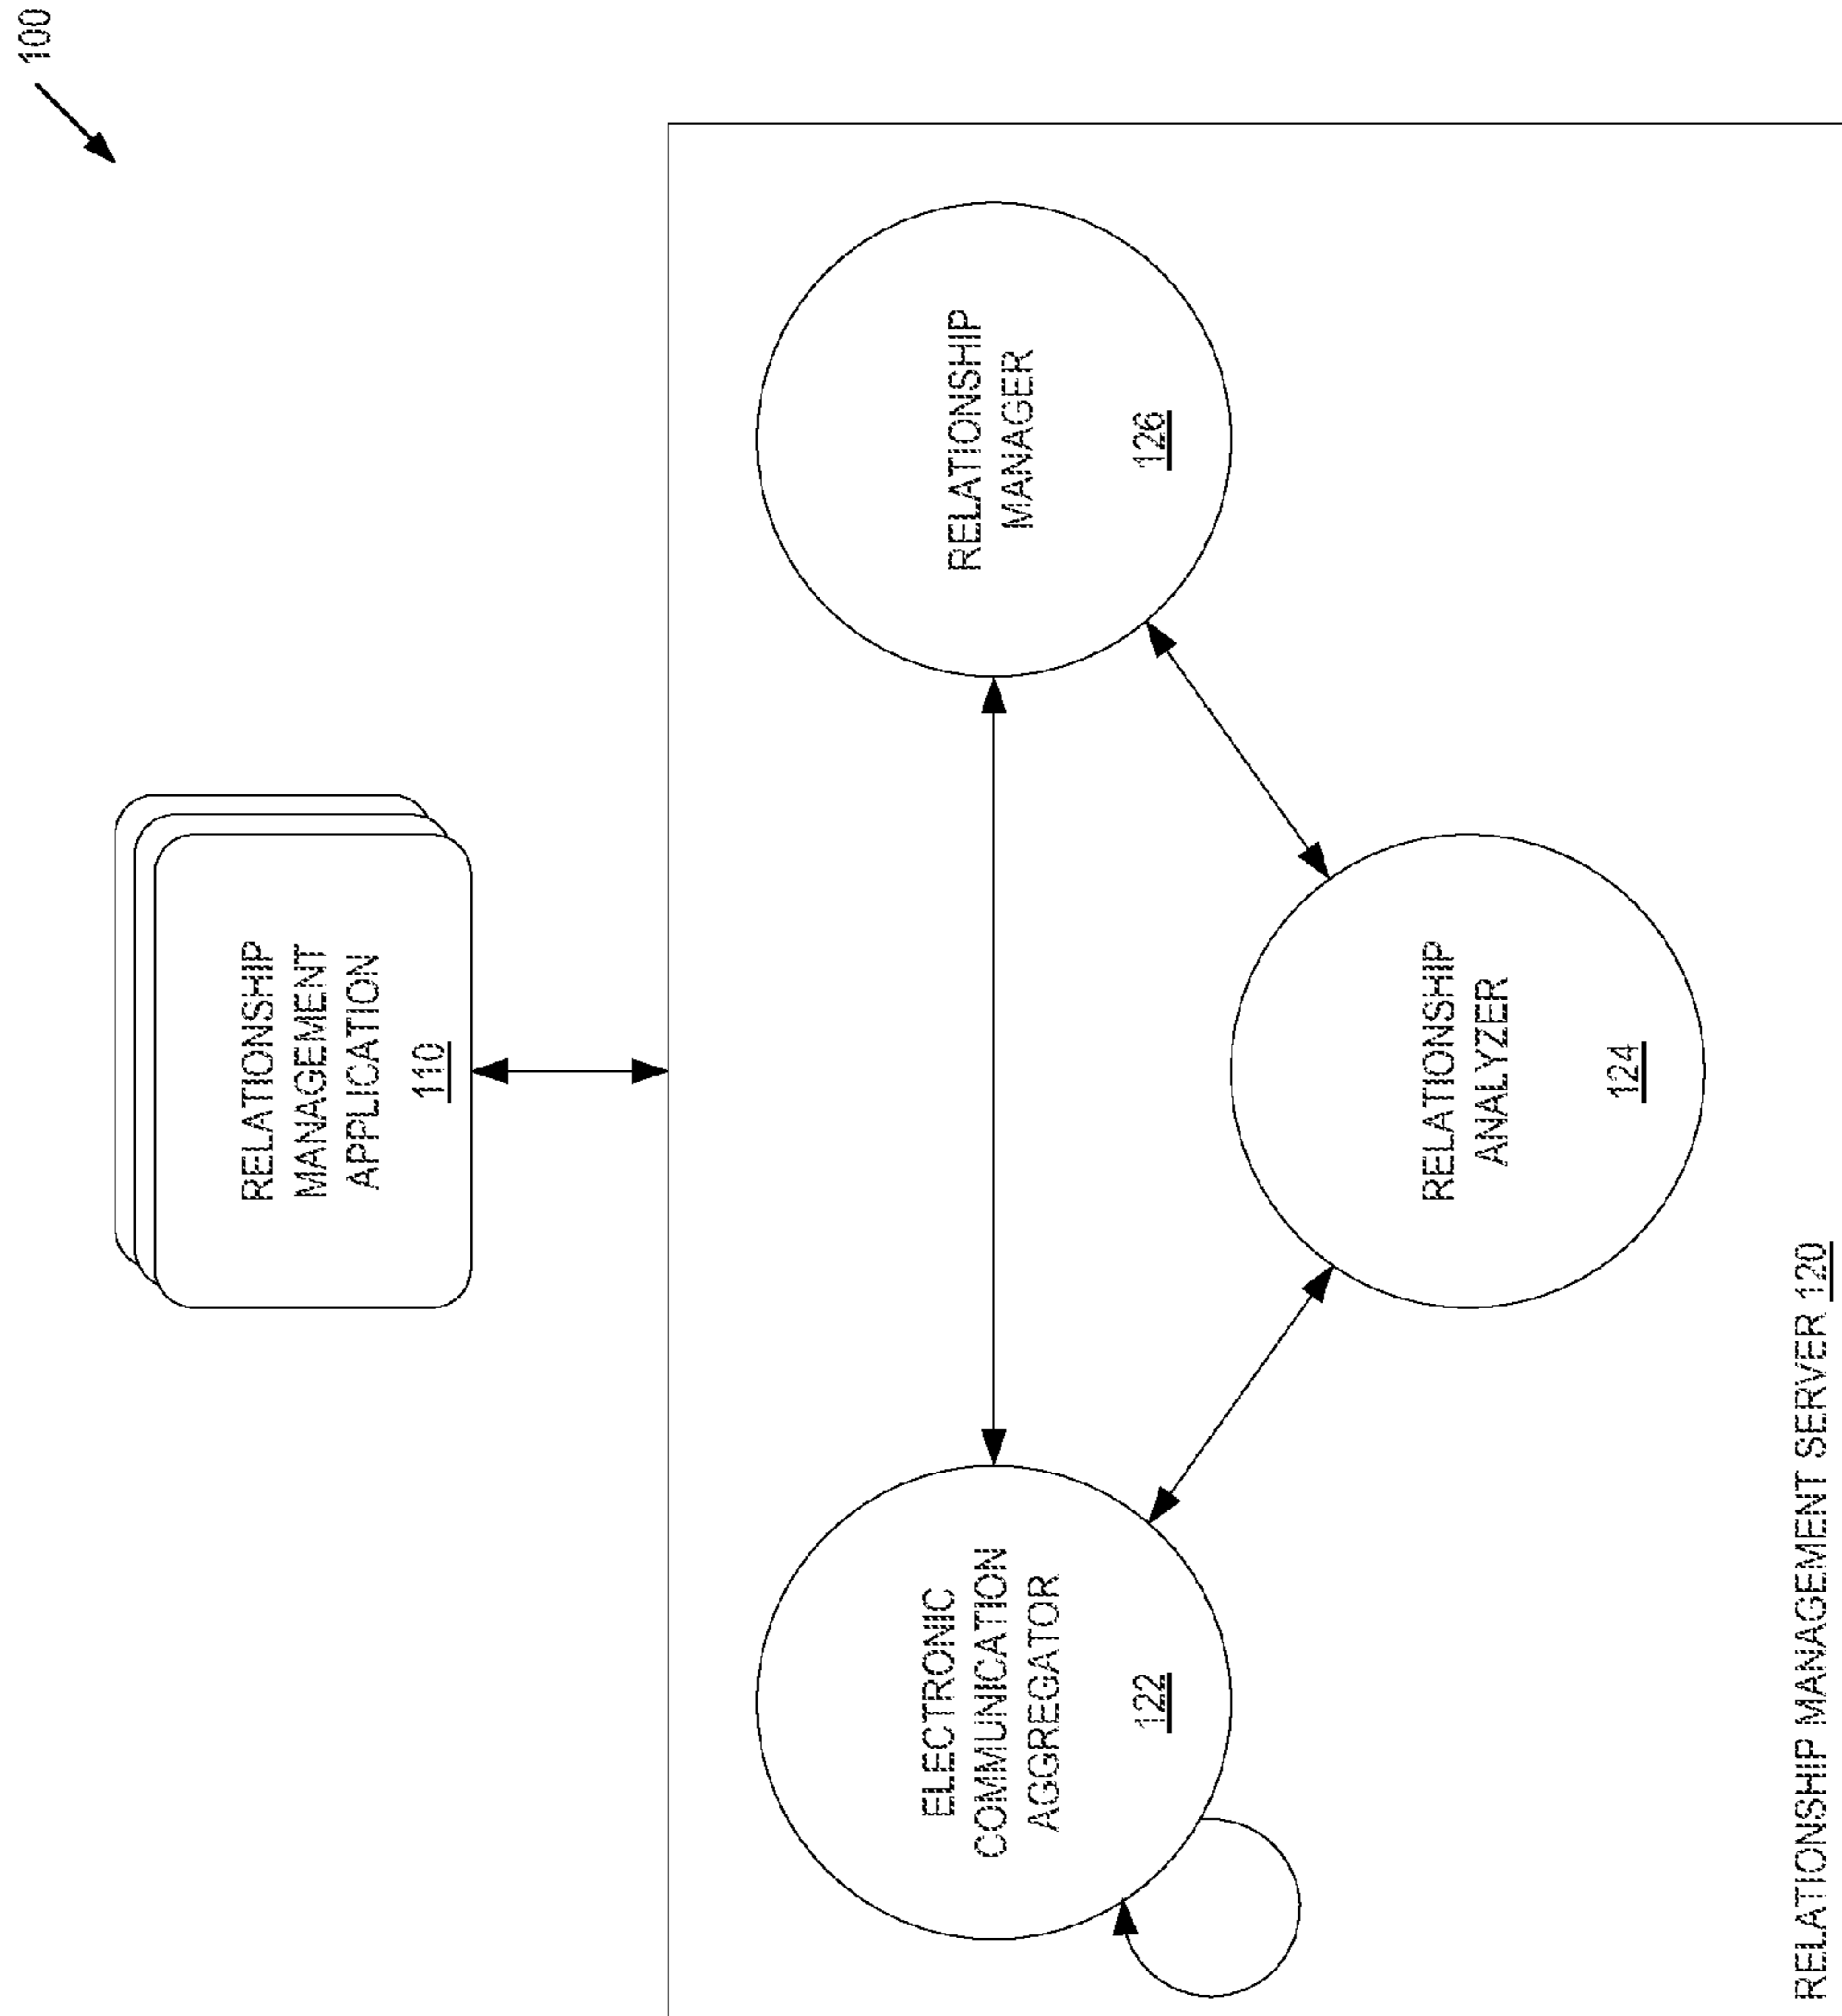 100
RELATIONSHIP
MANAGEMENT
APPLICATION
110
ELECTRONIC
COMMUNICATION
AGGREGATOR
122
RELATIONSHIP
MANAGER
126
RELATIONSHIP
ANALYZER
124
RELATIONSHIP MANAGEMENT SERVER 120